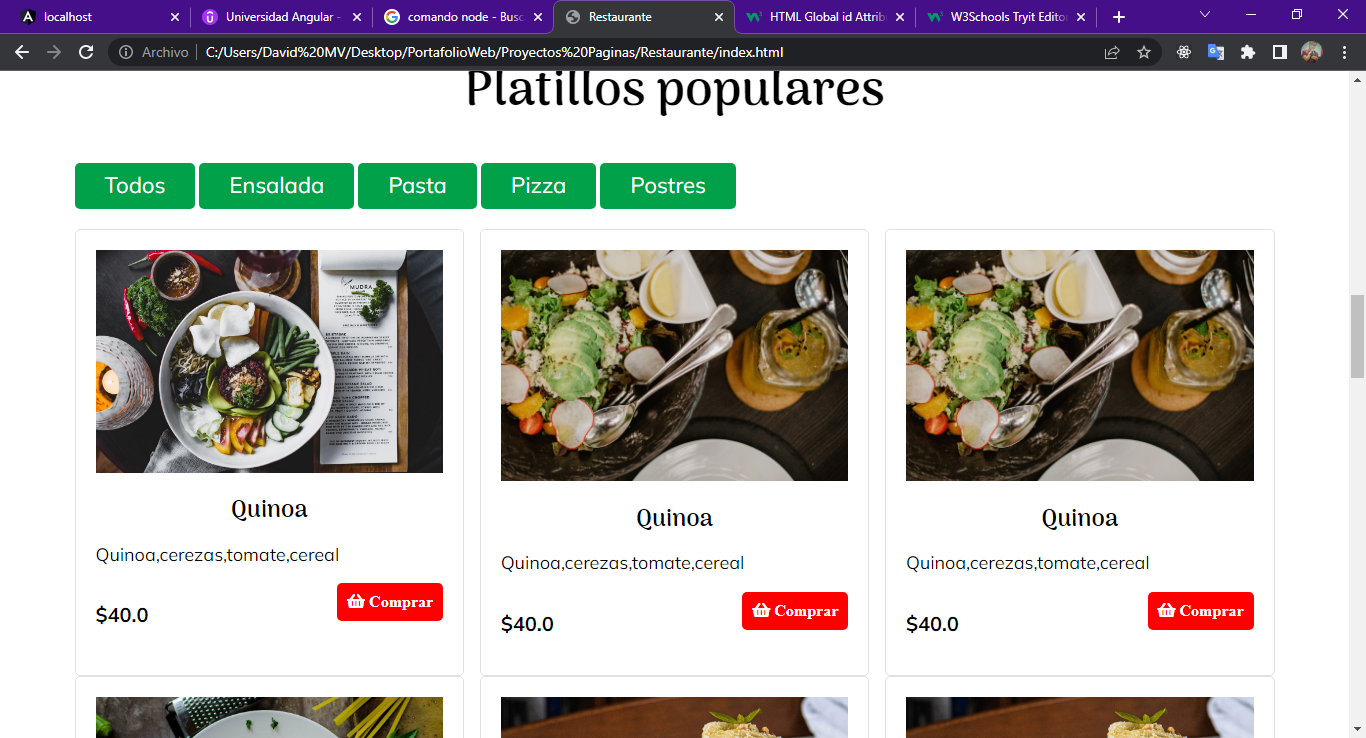 localhost
Universidad Angular -
comando node - Busc
Restaurante
HTML Global id Attrib
W3Schools Tryit Editor
Archivo
C:/Users/David%20MV/Desktop/PortafolioWeb/Proyectos%20Paginas/Restaurante/index.html
Platillos populares
Todos Ensalada Pasta Pizza Postres
MUDRA
Quinoa
Quinoa,cerezas,tomate,cereal
$40.0 Comprar
Quinoa
Quinoa,cerezas,tomate,cereal
$40.0 Comprar
Quinoa
Quinoa,cerezas,tomate,cereal
$40.0 Comprar